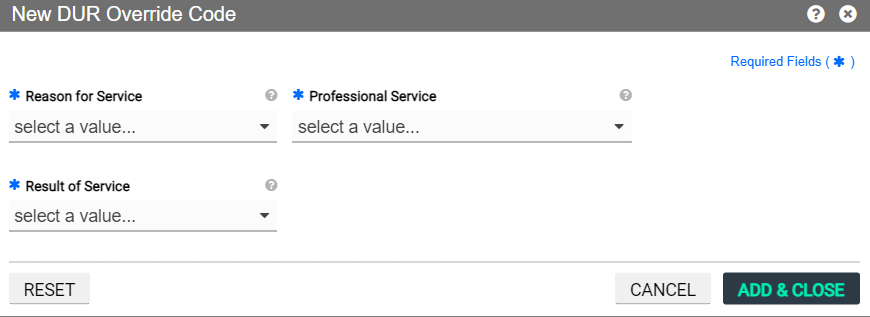 New DUR Override Code
Required Fields ( * )
* Reason for Service
* Professional Service
select a value...
select a value...
* Result of Service
select a value...
RESET
CANCEL
ADD & CLOSE